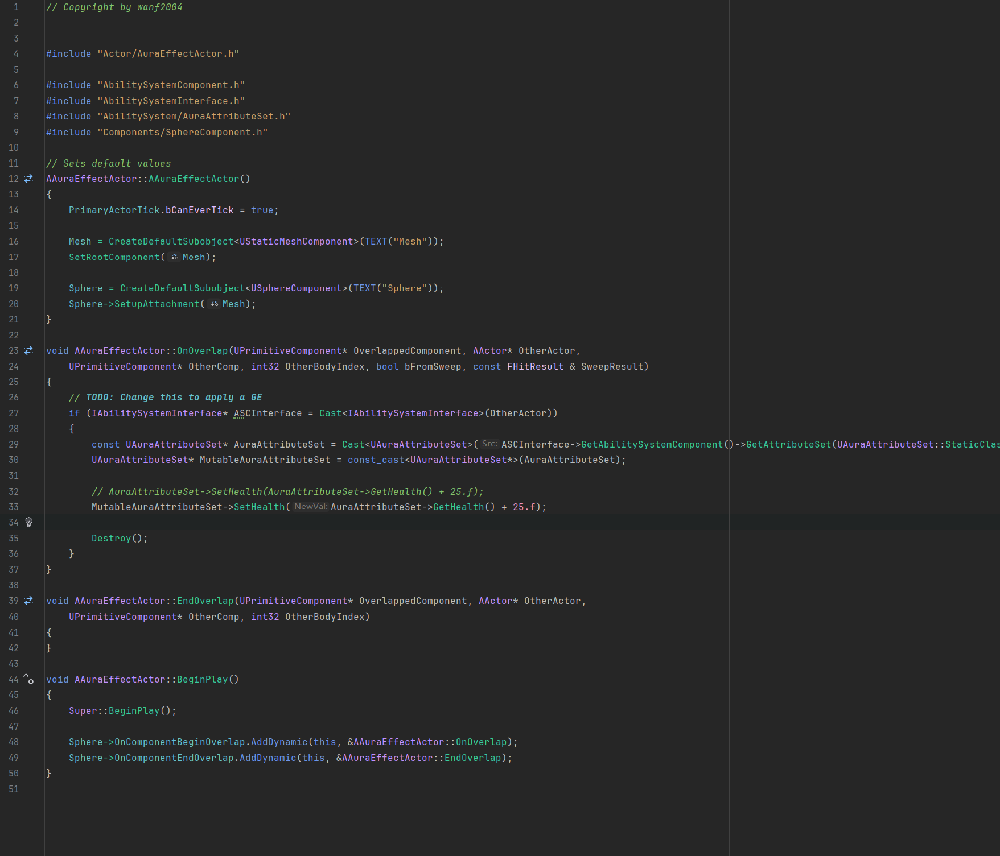 1 // Copyright by wanf2004
2
3
4 #include "Actor/AuraEffectActor.h"
5
6 #include "AbilitySystemComponent.h"
7 #include "AbilitySystemInterface.h"
8 #include "AbilitySystem/AuraAttributeSet.h"
9 #include "Components/SphereComponent.h"
10
11 // Sets default values
12 AAuraEffectActor::AAuraEffectActor()
13 {
14 PrimaryActorTick.bCanEverTick = true;
15
16 Mesh = CreateDefaultSubobject<UStaticMeshComponent>(TEXT("Mesh"));
17 SetRootComponent(Mesh);
18
19 Sphere = CreateDefaultSubobject<USphereComponent>(TEXT("Sphere"));
20 Sphere->SetupAttachment(Mesh);
21 }
22
23 void AAuraEffectActor::OnOverlap(UPrimitiveComponent* OverlappedComponent, AActor* OtherActor,
24 UPrimitiveComponent* OtherComp, int32 OtherBodyIndex, bool bFromSweep, const FHitResult & SweepResult)
25 {
26 // TODO: Change this to apply a GE
27 if (IAbilitySystemInterface* ASCInterface = Cast<IAbilitySystemInterface>(OtherActor))
28 {
29 const UAuraAttributeSet* AuraAttributeSet = Cast<UAuraAttributeSet>(Src: ASCInterface->GetAbilitySystemComponent()->GetAttributeSet(UAuraAttributeSet::StaticClas
30 UAuraAttributeSet* MutableAuraAttributeSet = const_cast<UAuraAttributeSet*>(AuraAttributeSet);
31
32 // AuraAttributeSet->SetHealth(AuraAttributeSet->GetHealth() + 25.f);
33 MutableAuraAttributeSet->SetHealth(NewVal: AuraAttributeSet->GetHealth() + 25.f);
34
35 Destroy();
36 }
37 }
38
39 void AAuraEffectActor::EndOverlap(UPrimitiveComponent* OverlappedComponent, AActor* OtherActor,
40 UPrimitiveComponent* OtherComp, int32 OtherBodyIndex)
41 {
42 }
43
44 void AAuraEffectActor::BeginPlay()
45 {
46 Super::BeginPlay();
47
48 Sphere->OnComponentBeginOverlap.AddDynamic(this, &AAuraEffectActor::OnOverlap);
49 Sphere->OnComponentEndOverlap.AddDynamic(this, &AAuraEffectActor::EndOverlap);
50 }
51